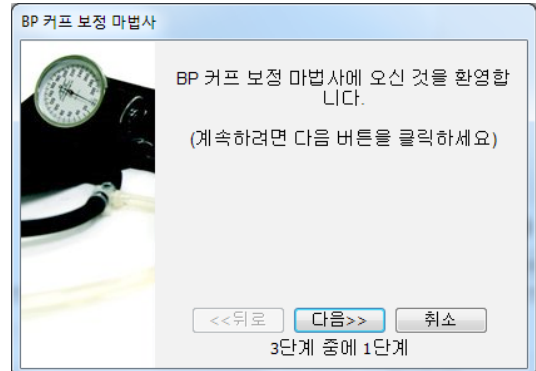 BP 커프 보정 마법사
BP 커프 보정 마법사에 오신 것을 환영합
니다.
(계속하려면 다음 버튼을 클릭하세요)
<<뒤로 다음>> 취소
3단계 중에 1단계